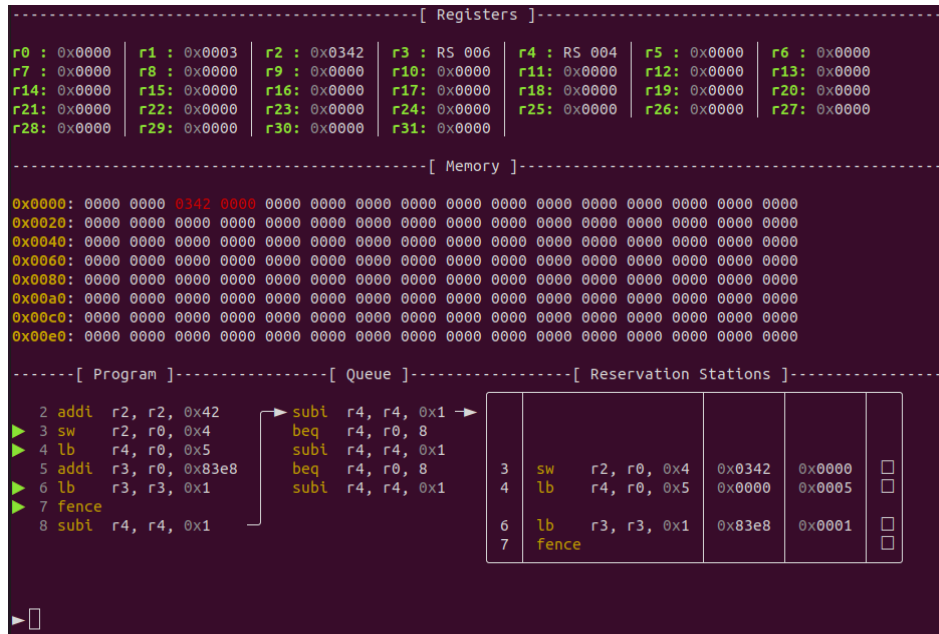 [ Registers ]
r0 : 0x0000 r1 : 0x0003 r2 : 0x0342 r3 : RS 006 r4 : RS 004 r5 : 0x0000 r6 : 0x0000
r7 : 0x0000 r8 : 0x0000 r9 : 0x0000 r10: 0x0000 r11: 0x0000 r12: 0x0000 r13: 0x0000
r14: 0x0000 r15: 0x0000 r16: 0x0000 r17: 0x0000 r18: 0x0000 r19: 0x0000 r20: 0x0000
r21: 0x0000 r22: 0x0000 r23: 0x0000 r24: 0x0000 r25: 0x0000 r26: 0x0000 r27: 0x0000
r28: 0x0000 r29: 0x0000 r30: 0x0000 r31: 0x0000
[ Memory ]
0x0000: 0000 0000 0342 0000 0000 0000 0000 0000 0000 0000 0000 0000 0000 0000 0000 0000
0x0020: 0000 0000 0000 0000 0000 0000 0000 0000 0000 0000 0000 0000 0000 0000 0000 0000
0x0040: 0000 0000 0000 0000 0000 0000 0000 0000 0000 0000 0000 0000 0000 0000 0000 0000
0x0060: 0000 0000 0000 0000 0000 0000 0000 0000 0000 0000 0000 0000 0000 0000 0000 0000
0x0080: 0000 0000 0000 0000 0000 0000 0000 0000 0000 0000 0000 0000 0000 0000 0000 0000
0x00a0: 0000 0000 0000 0000 0000 0000 0000 0000 0000 0000 0000 0000 0000 0000 0000 0000
0x00c0: 0000 0000 0000 0000 0000 0000 0000 0000 0000 0000 0000 0000 0000 0000 0000 0000
0x00e0: 0000 0000 0000 0000 0000 0000 0000 0000 0000 0000 0000 0000 0000 0000 0000 0000
[ Program ] [ Queue ] [ Reservation Stations ]
2 addi r2, r2, 0x42 subi r4, r4, 0x1
3 sw r2, r0, 0x4 beq r4, r0, 8
4 lb r4, r0, 0x5 subi r4, r4, 0x1
5 addi r3, r0, 0x83e8 beq r4, r0, 8 3 sw r2, r0, 0x4 0x0342 0x0000
6 lb r3, r3, 0x1 subi r4, r4, 0x1 4 lb r4, r0, 0x5 0x0000 0x0005
7 fence
8 subi r4, r4, 0x1 6 lb r3, r3, 0x1 0x83e8 0x0001
7 fence